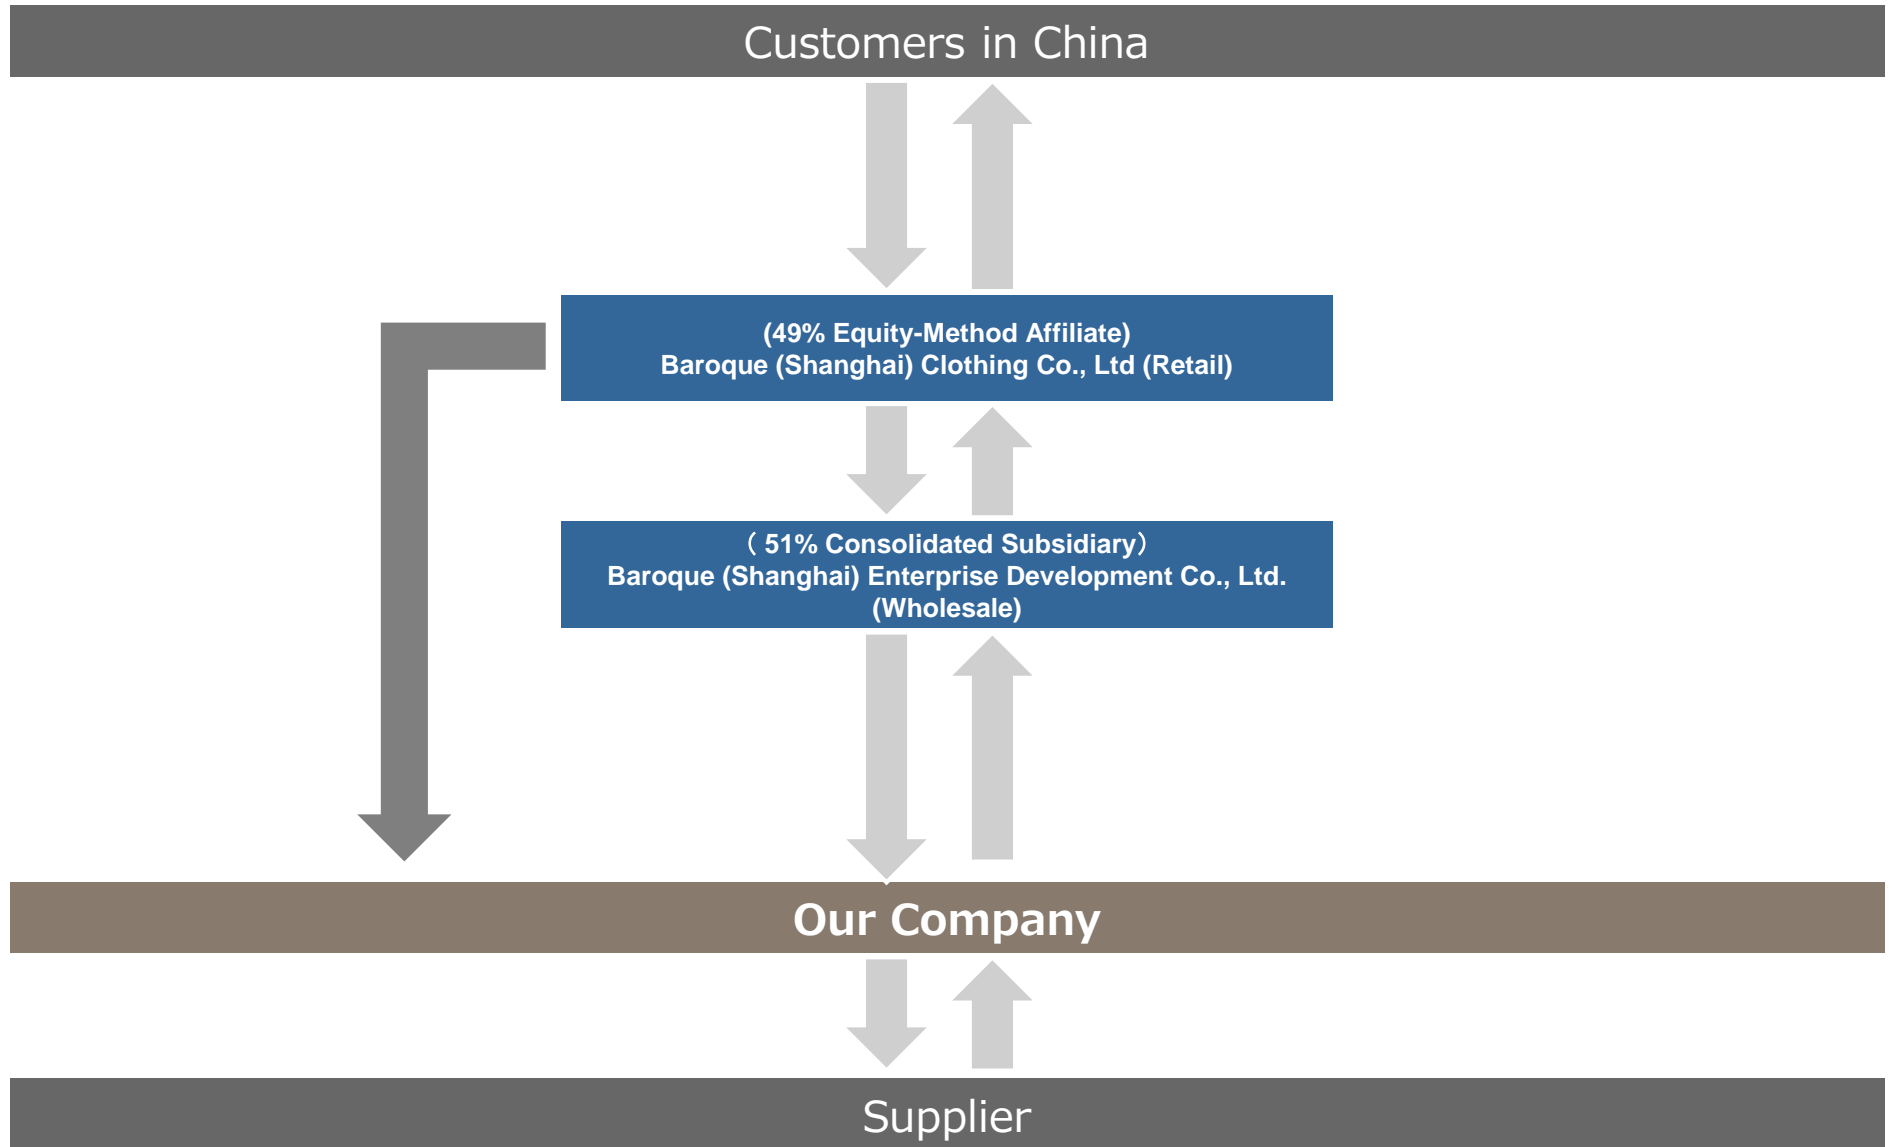 Customers in China
(49% Equity-Method Affiliate)
Baroque (Shanghai) Clothing Co., Ltd (Retail)
（ 51% Consolidated Subsidiary）
Baroque (Shanghai) Enterprise Development Co., Ltd.
(Wholesale)
Our Company
Supplier